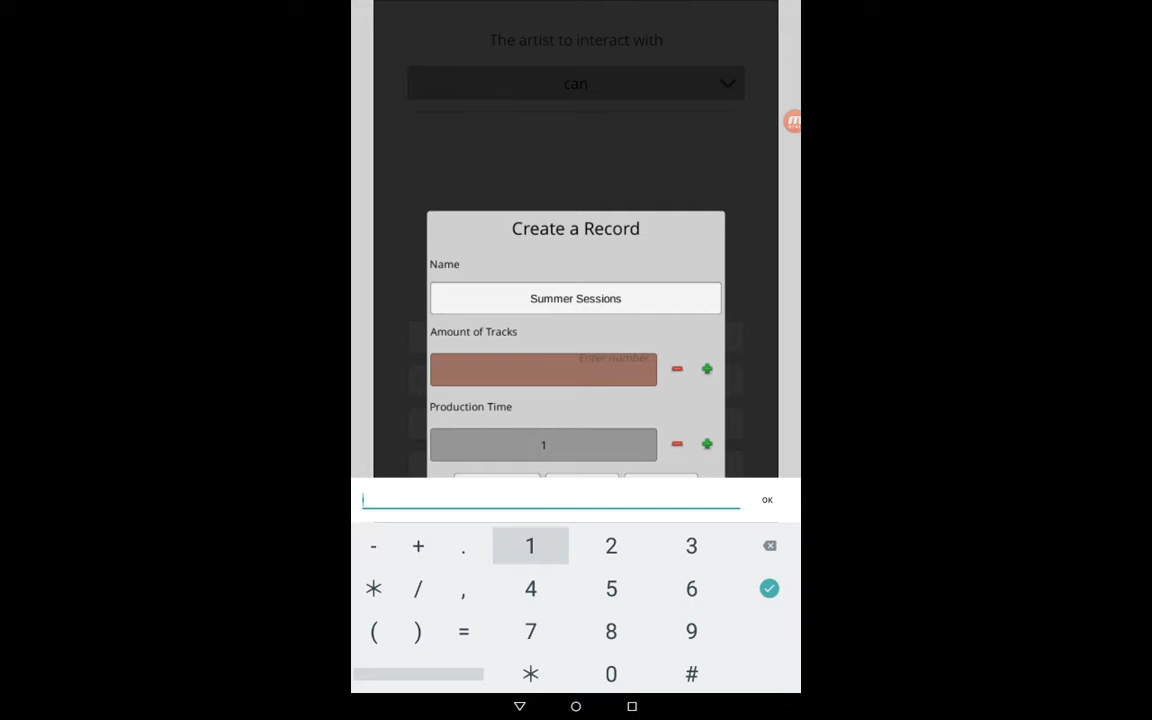 The artist to interact with
can
Create a Record
Name
Summer Sessions
Amount of Tracks
Enter number
Production Time
1
OK
- + . 1 2 3
* / , 4 5 6
( ) = 7 8 9
* 0 #